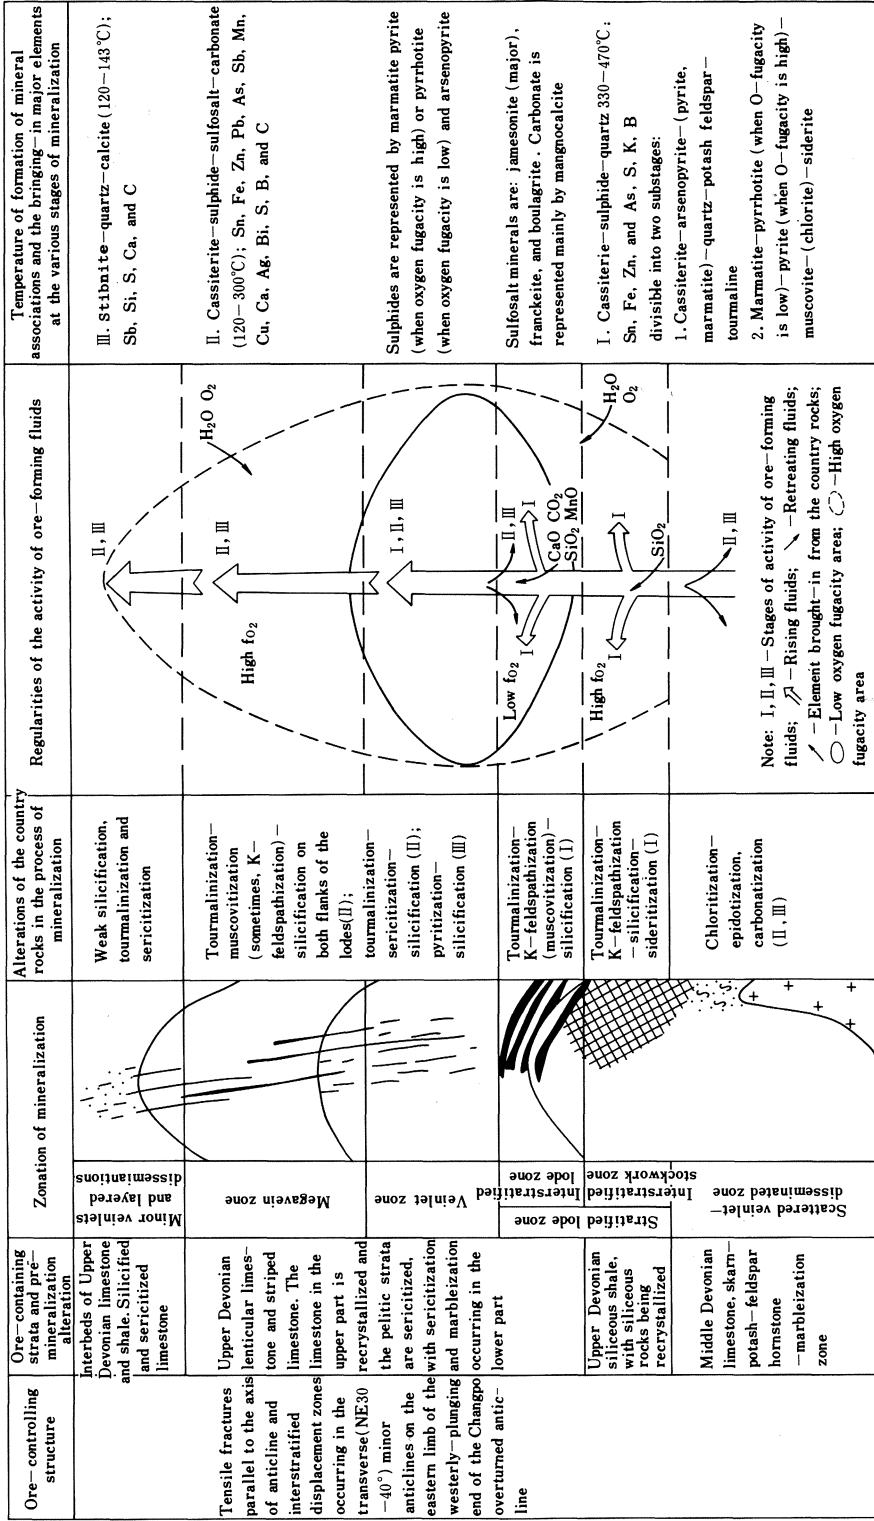 Ore—controlling
structure
Ore—containing
strata and pre—
mineralization
alteration
Zonation of mineralization
Alterations of the country
rocks in the process of
mineralization
Regularities of the activity of ore—forming fluids
Temperature of formation of mineral
associations and the bringing—in major elements
at the various stages of mineralization
Tensile fractures
parallel to the axis
of anticline and
interstratified
displacement zones
occurring in the
transverse(NE30
—40°) minor
anticlines on the
eastern limb of the
westerly—plunging
end of the Changpo
overturned antic—
line
Interbeds of Upper
Devonian limestone
and shale. Silicified
and sericitized
limestone
Upper Devonian
lenticular limes—
tone and striped
limestone. The
limestone in the
upper part is
recrystallized and
the pelitic strata
are sericitized,
with sericitization
and marbleization
occurring in the
lower part
Upper Devonian
siliceous shale,
with siliceous
rocks being
recrystallized
Middle Devonian
limestone, skarn—
potash—feldspar
hornstone
—marbleization
zone
Minor veinlets
and layered
dissemiantions
Megavein zone
Veinlet zone
Stratified lode zone
Interstratified
lode zone
Interstratified
stockwork zone
Scattered veinlet—
disseminated zone
S
S
S
S
Weak silicification,
tourmalinization and
sericitization
Tourmalinization—
muscovitization
(sometimes, K—
feldspathization)—
silicification on
both flanks of the
lodes(II);
tourmalinization—
sericitization—
silicification (II);
pyritization—
silicification (III)
Tourmalinization—
K—feldspathization
(muscovitization)—
silicification (I)
Tourmalinization—
K—feldspathization
—silicification—
sideritization (I)
Chloritization—
epidotization,
carbonatization
(II, III)
II, III
H2O O2
II, III
High fO2
I, II, III
II, III
I
CaO CO2
SiO2 MnO
Low fO2
I
H2O
O2
I
SiO2
High fO2
I
II, III
Note: I, II, III—Stages of activity of ore—forming
fluids; —Rising fluids; —Retreating fluids;
—Element brought—in from the country rocks;
—Low oxygen fugacity area; —High oxygen
fugacity area
III. Stibnite—quartz—calcite (120—143℃);
Sb, Si, S, Ca, and C
II. Cassiterite—sulphide—sulfosalt—carbonate
(120—300℃); Sn, Fe, Zn, Pb, As, Sb, Mn,
Cu, Ca, Ag, Bi, S, B, and C
Sulphides are represented by marmatite pyrite
(when oxygen fugacity is high) or pyrrhotite
(when oxygen fugacity is low) and arsenopyrite
Sulfosalt minerals are: jamesonite (major),
franckeite, and boulagrite. Carbonate is
represented mainly by mangnocalcite
I. Cassiterie—sulphide—quartz 330—470℃:
Sn, Fe, Zn, and As, S, K, B
divisible into two substages:
1. Cassiterite—arsenopyrite—(pyrite,
marmatite)—quartz—potash feldspar—
tourmaline
2. Marmatite—pyrrhotite (when O—fugacity
is low)—pyrite (when O—fugacity is high)—
muscovite—(chlorite)—siderite